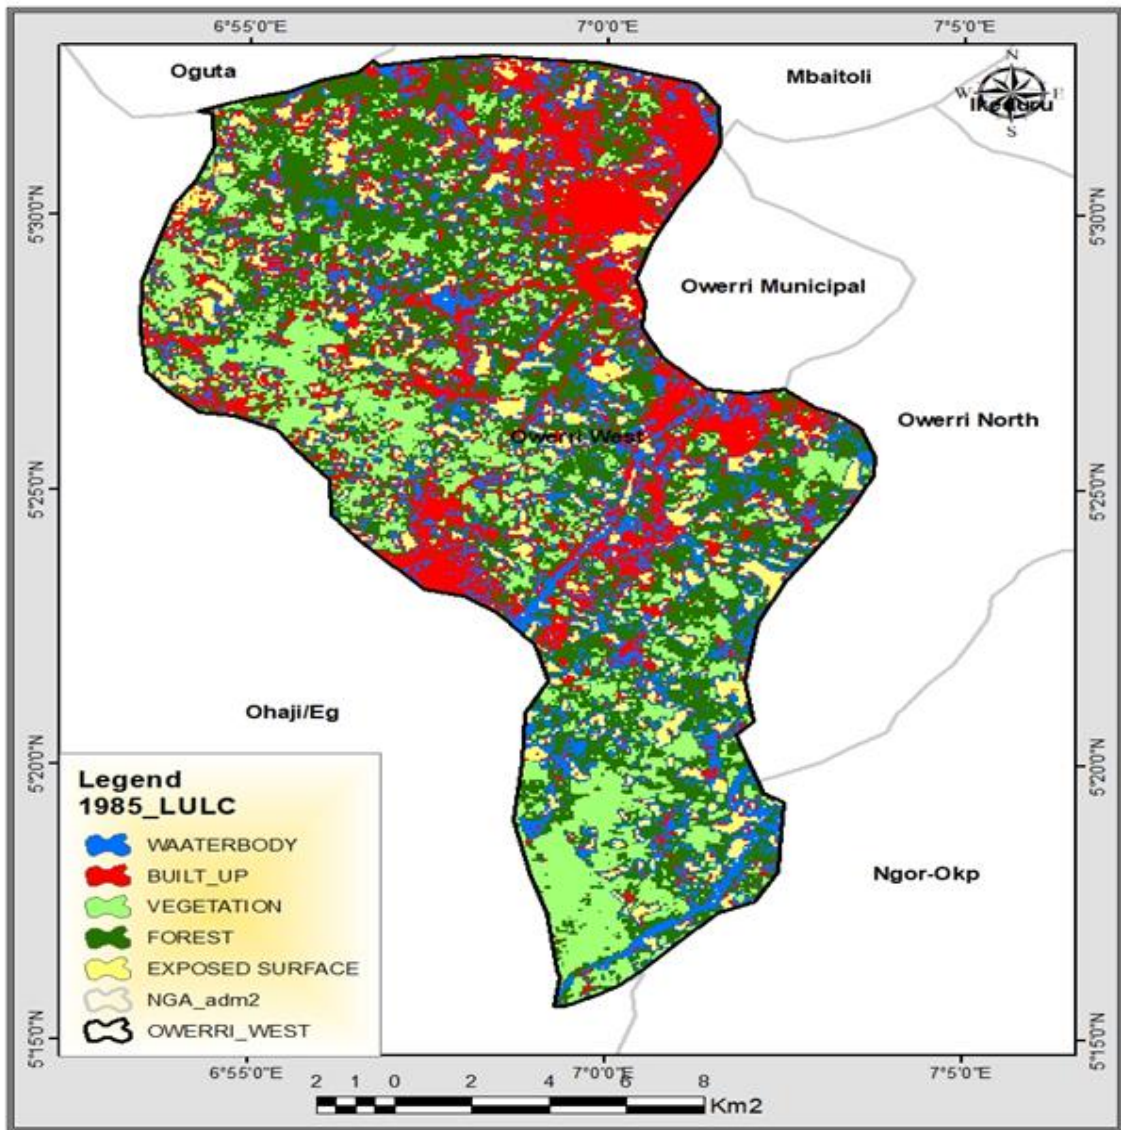 6°55'0"E 7°0'0"E 7°5'0"E
Oguta
Mbaitoli
N
W E
Ikeduru
S
5°30'0"N
5°30'0"N
Owerri Municipal
Owerri North
Owerri West
5°25'0"N
5°25'0"N
Ohaji/Eg
5°20'0"N
5°20'0"N
Legend
1985_LULC
WAATERBODY
BUILT_UP
VEGETATION
FOREST
EXPOSED SURFACE
NGA_adm2
OWERRI_WEST
Ngor-Okp
5°15'0"N
5°15'0"N
6°55'0"E 7°0'0"E 7°5'0"E
2 1 0 2 4 6 8
Km2